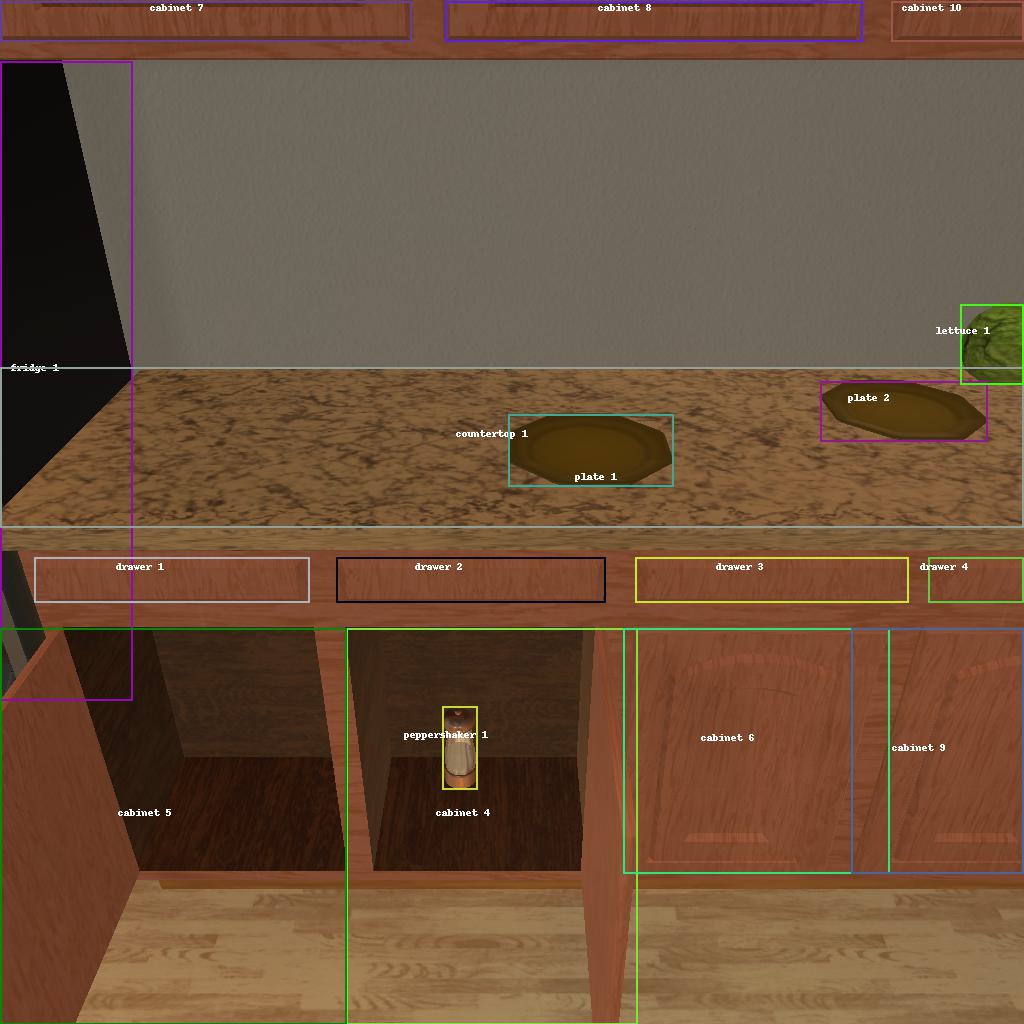 cabinet 7
cabinet 8
cabinet 10
lettuce 1
fridge 1
plate 2
countertop 1
plate 1
drawer 1
drawer 2
drawer 3
drawer 4
peppershaker 1
cabinet 6
cabinet 9
cabinet 5
cabinet 4